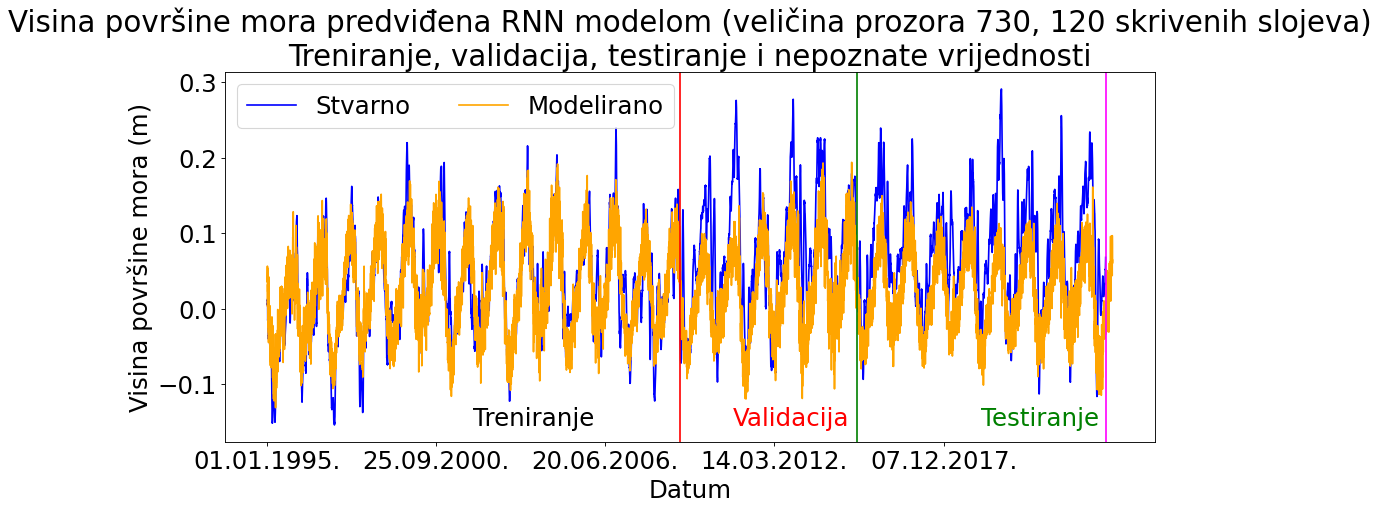 Visina površine mora predviđena RNN modelom (veličina prozora 730, 120 skrivenih slojeva)
Treniranje, validacija, testiranje i nepoznate vrijednosti
Stvarno Modelirano
Visina površine mora (m)
0.3
0.2
0.1
0.0
−0.1
Treniranje Validacija Testiranje
01.01.1995. 25.09.2000. 20.06.2006. 14.03.2012. 07.12.2017.
Datum